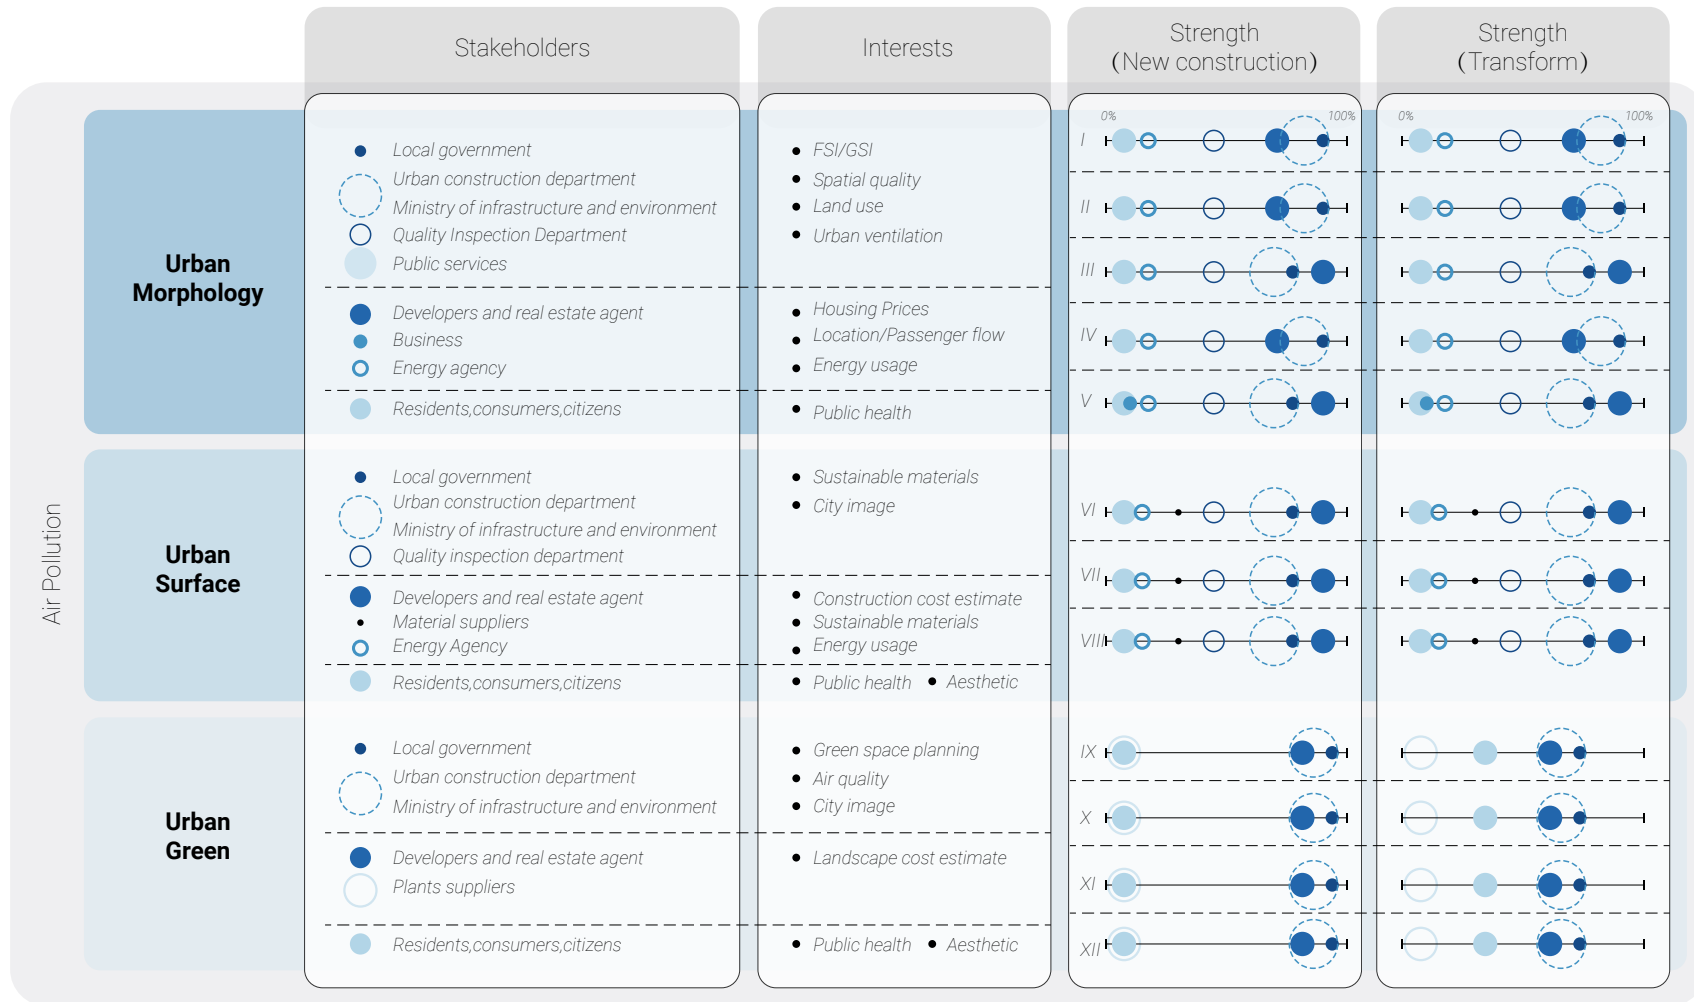 Stakeholders
Interests
Strength
(New construction)
Strength
(Transform)
Air Pollution
Urban
Morphology
Local government
Urban construction department
Ministry of infrastructure and environment
Quality Inspection Department
Public services
Developers and real estate agent
Business
Energy agency
Residents,consumers,citizens
FSI/GSI
Spatial quality
Land use
Urban ventilation
Housing Prices
Location/Passenger flow
Energy usage
Public health
0% 100%
0% 100%
I
II
III
IV
V
Urban
Surface
Local government
Urban construction department
Ministry of infrastructure and environment
Quality inspection department
Developers and real estate agent
Material suppliers
Energy Agency
Residents,consumers,citizens
Sustainable materials
City image
Construction cost estimate
Sustainable materials
Energy usage
Public health Aesthetic
VI
VII
VIII
Urban
Green
Local government
Urban construction department
Ministry of infrastructure and environment
Developers and real estate agent
Plants suppliers
Residents,consumers,citizens
Green space planning
Air quality
City image
Landscape cost estimate
Public health Aesthetic
IX
X
XI
XII